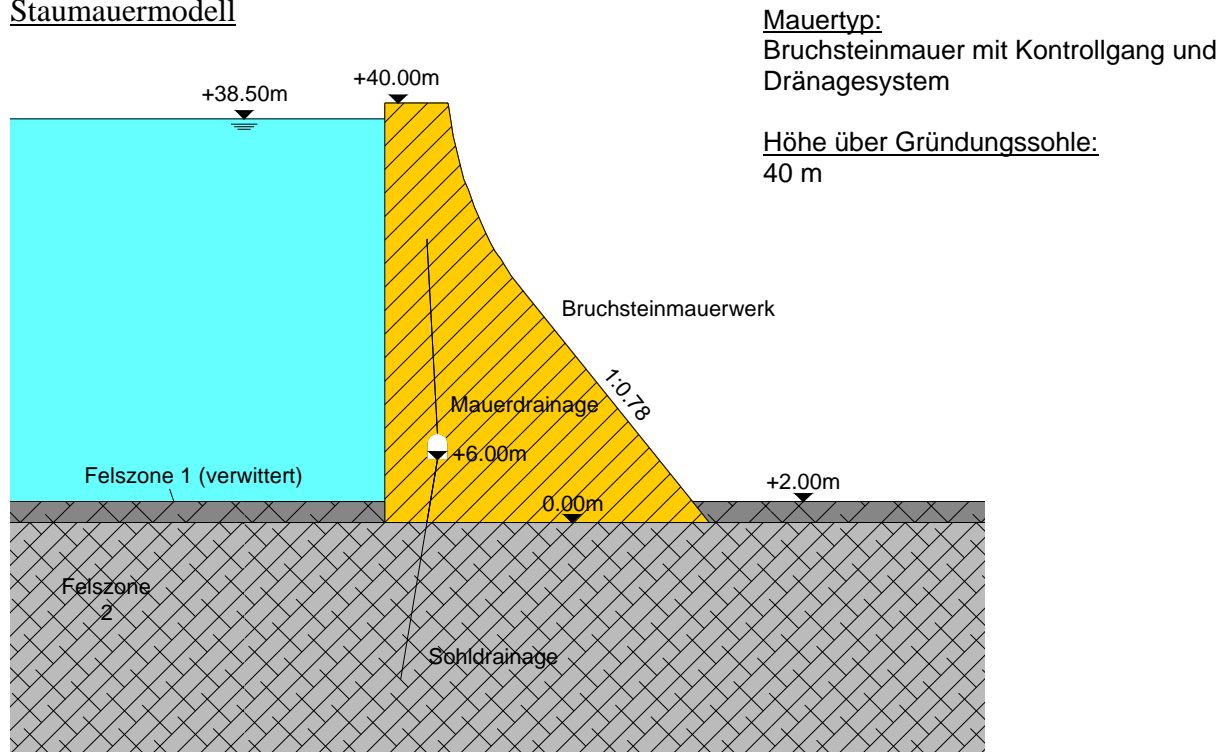 Staumauermodell
Mauertyp:
Bruchsteinmauer mit Kontrollgang und
Dränagesystem
Höhe über Gründungssohle:
40 m
+40.00m
+38.50m
Bruchsteinmauerwerk
1:0.78
Mauerdrainage
+6.00m
Felszone 1 (verwittert)
+2.00m
0.00m
Felszone
2
Sohldrainage